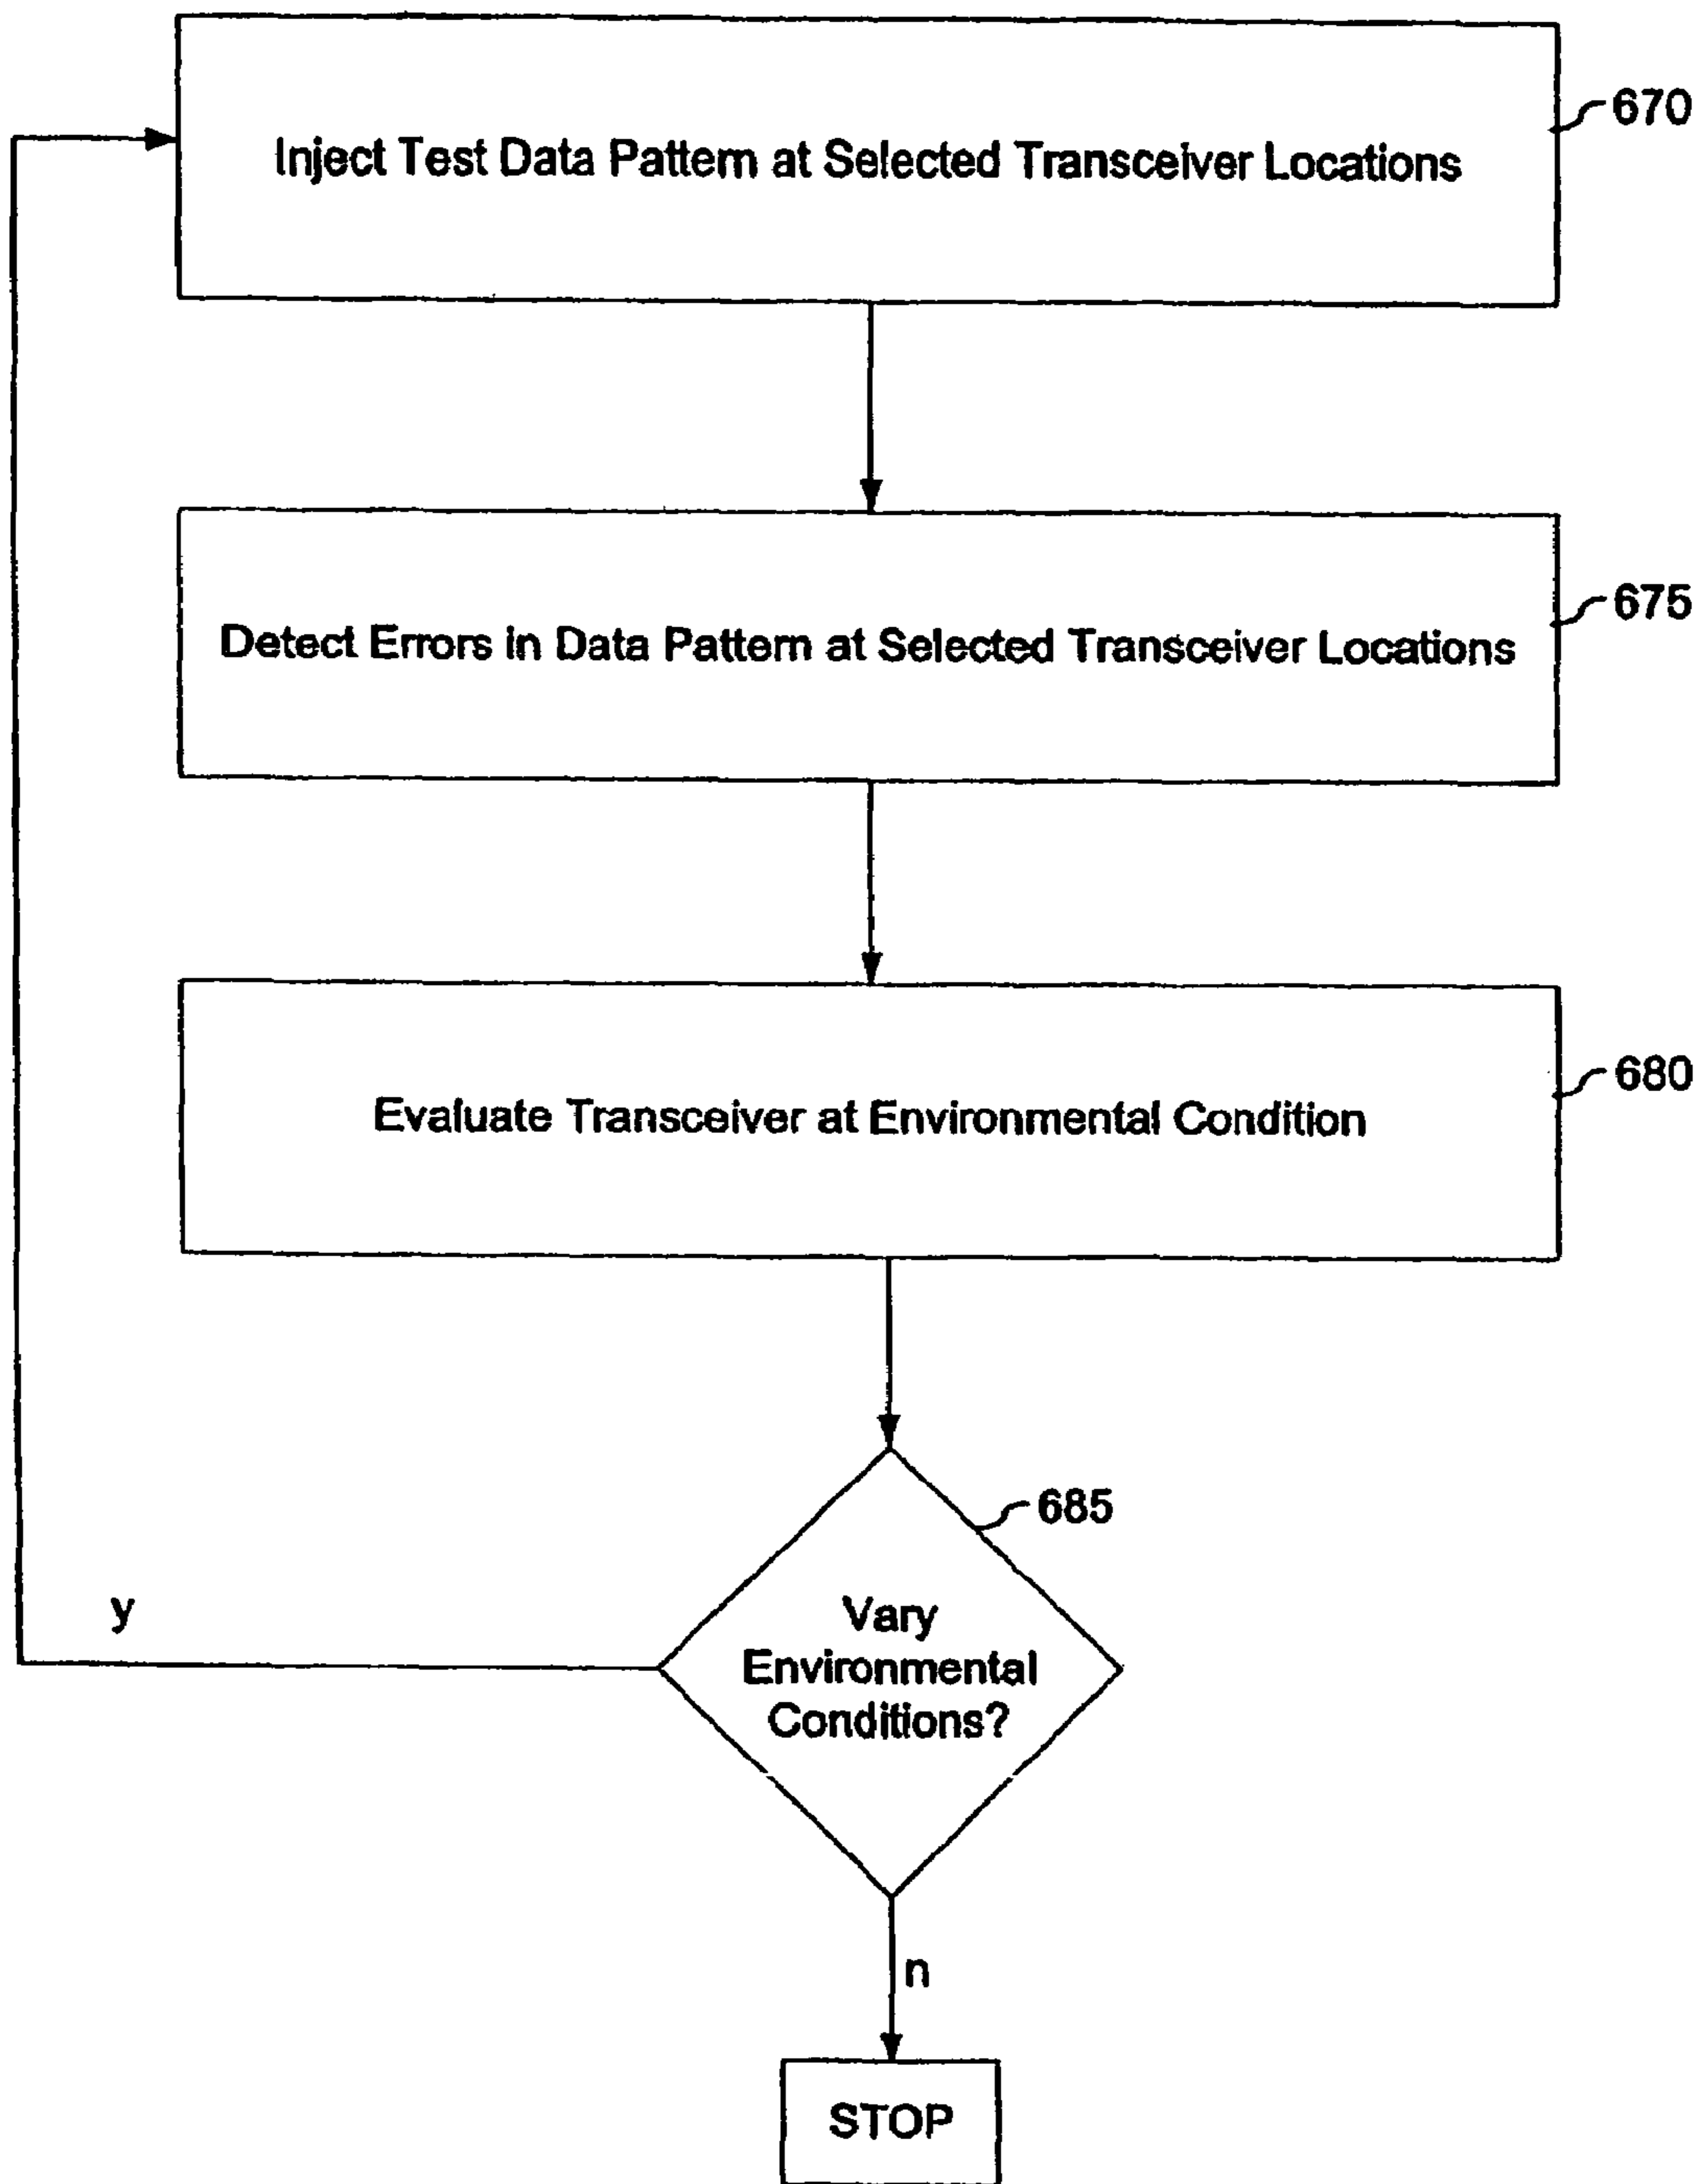 Inject Test Data Pattern at Selected Transceiver Locations
670
Detect Errors in Data Pattern at Selected Transceiver Locations
675
Evaluate Transceiver at Environmental Condition
680
685
Vary
Environmental
Conditions?
y
n
STOP